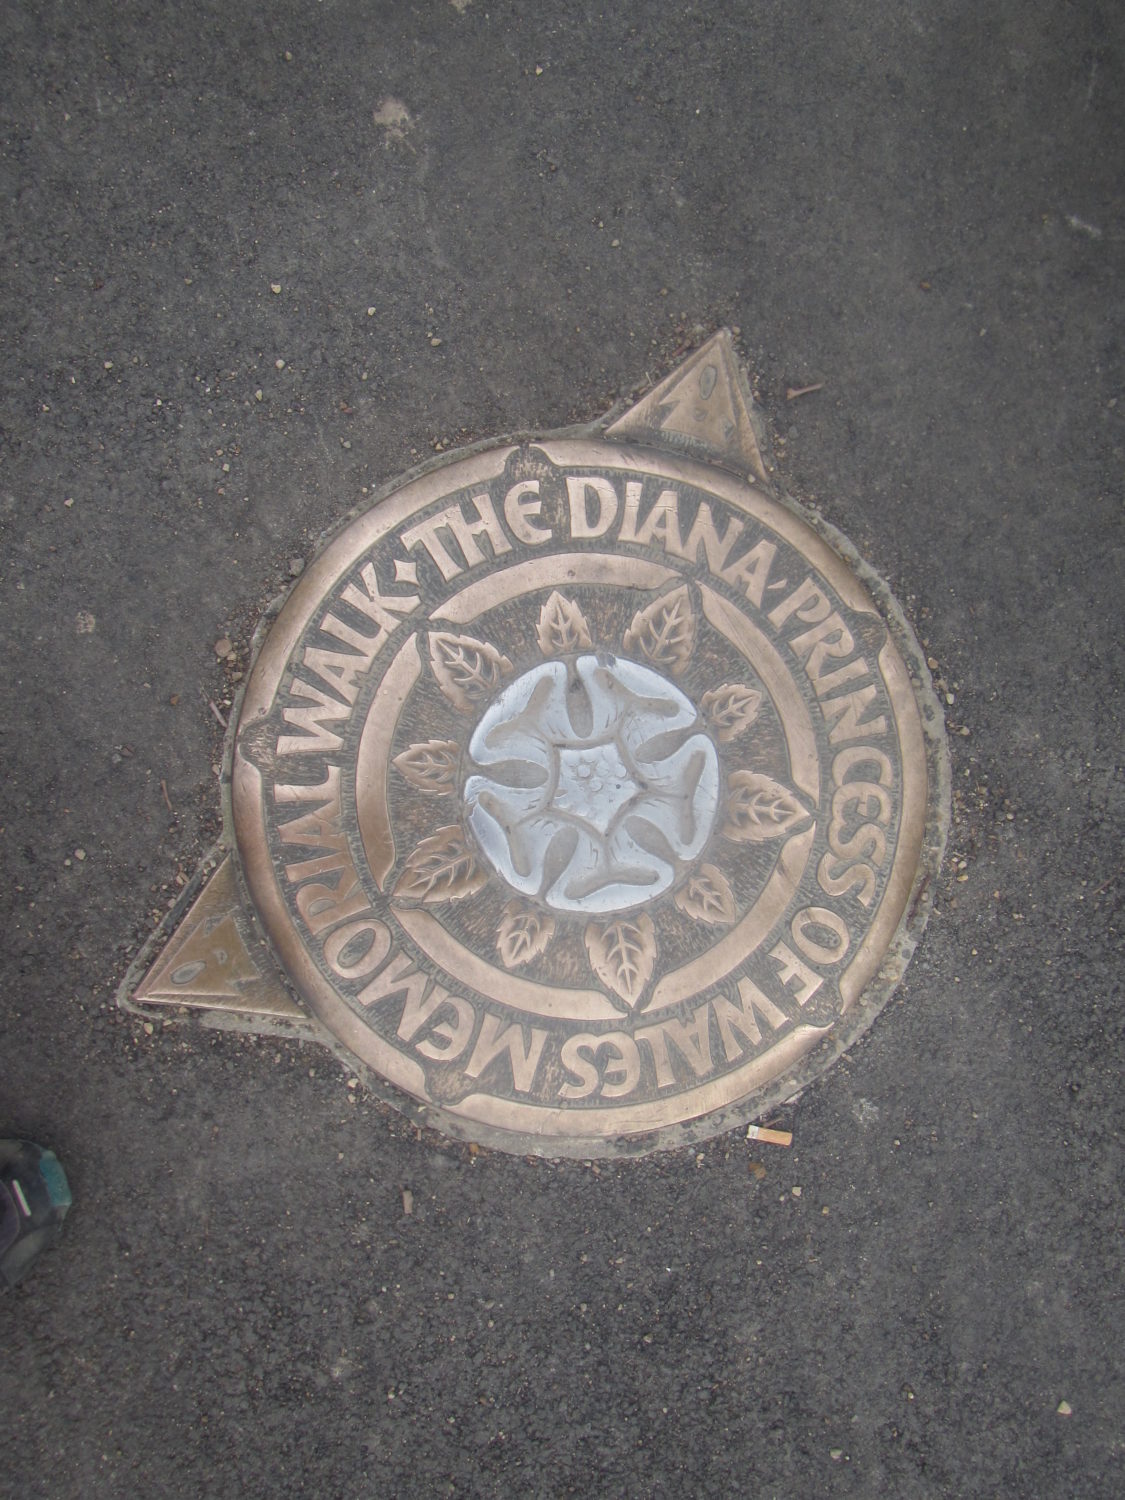 THE DIANA, PRINCESS OF WALES MEMORIAL WALK